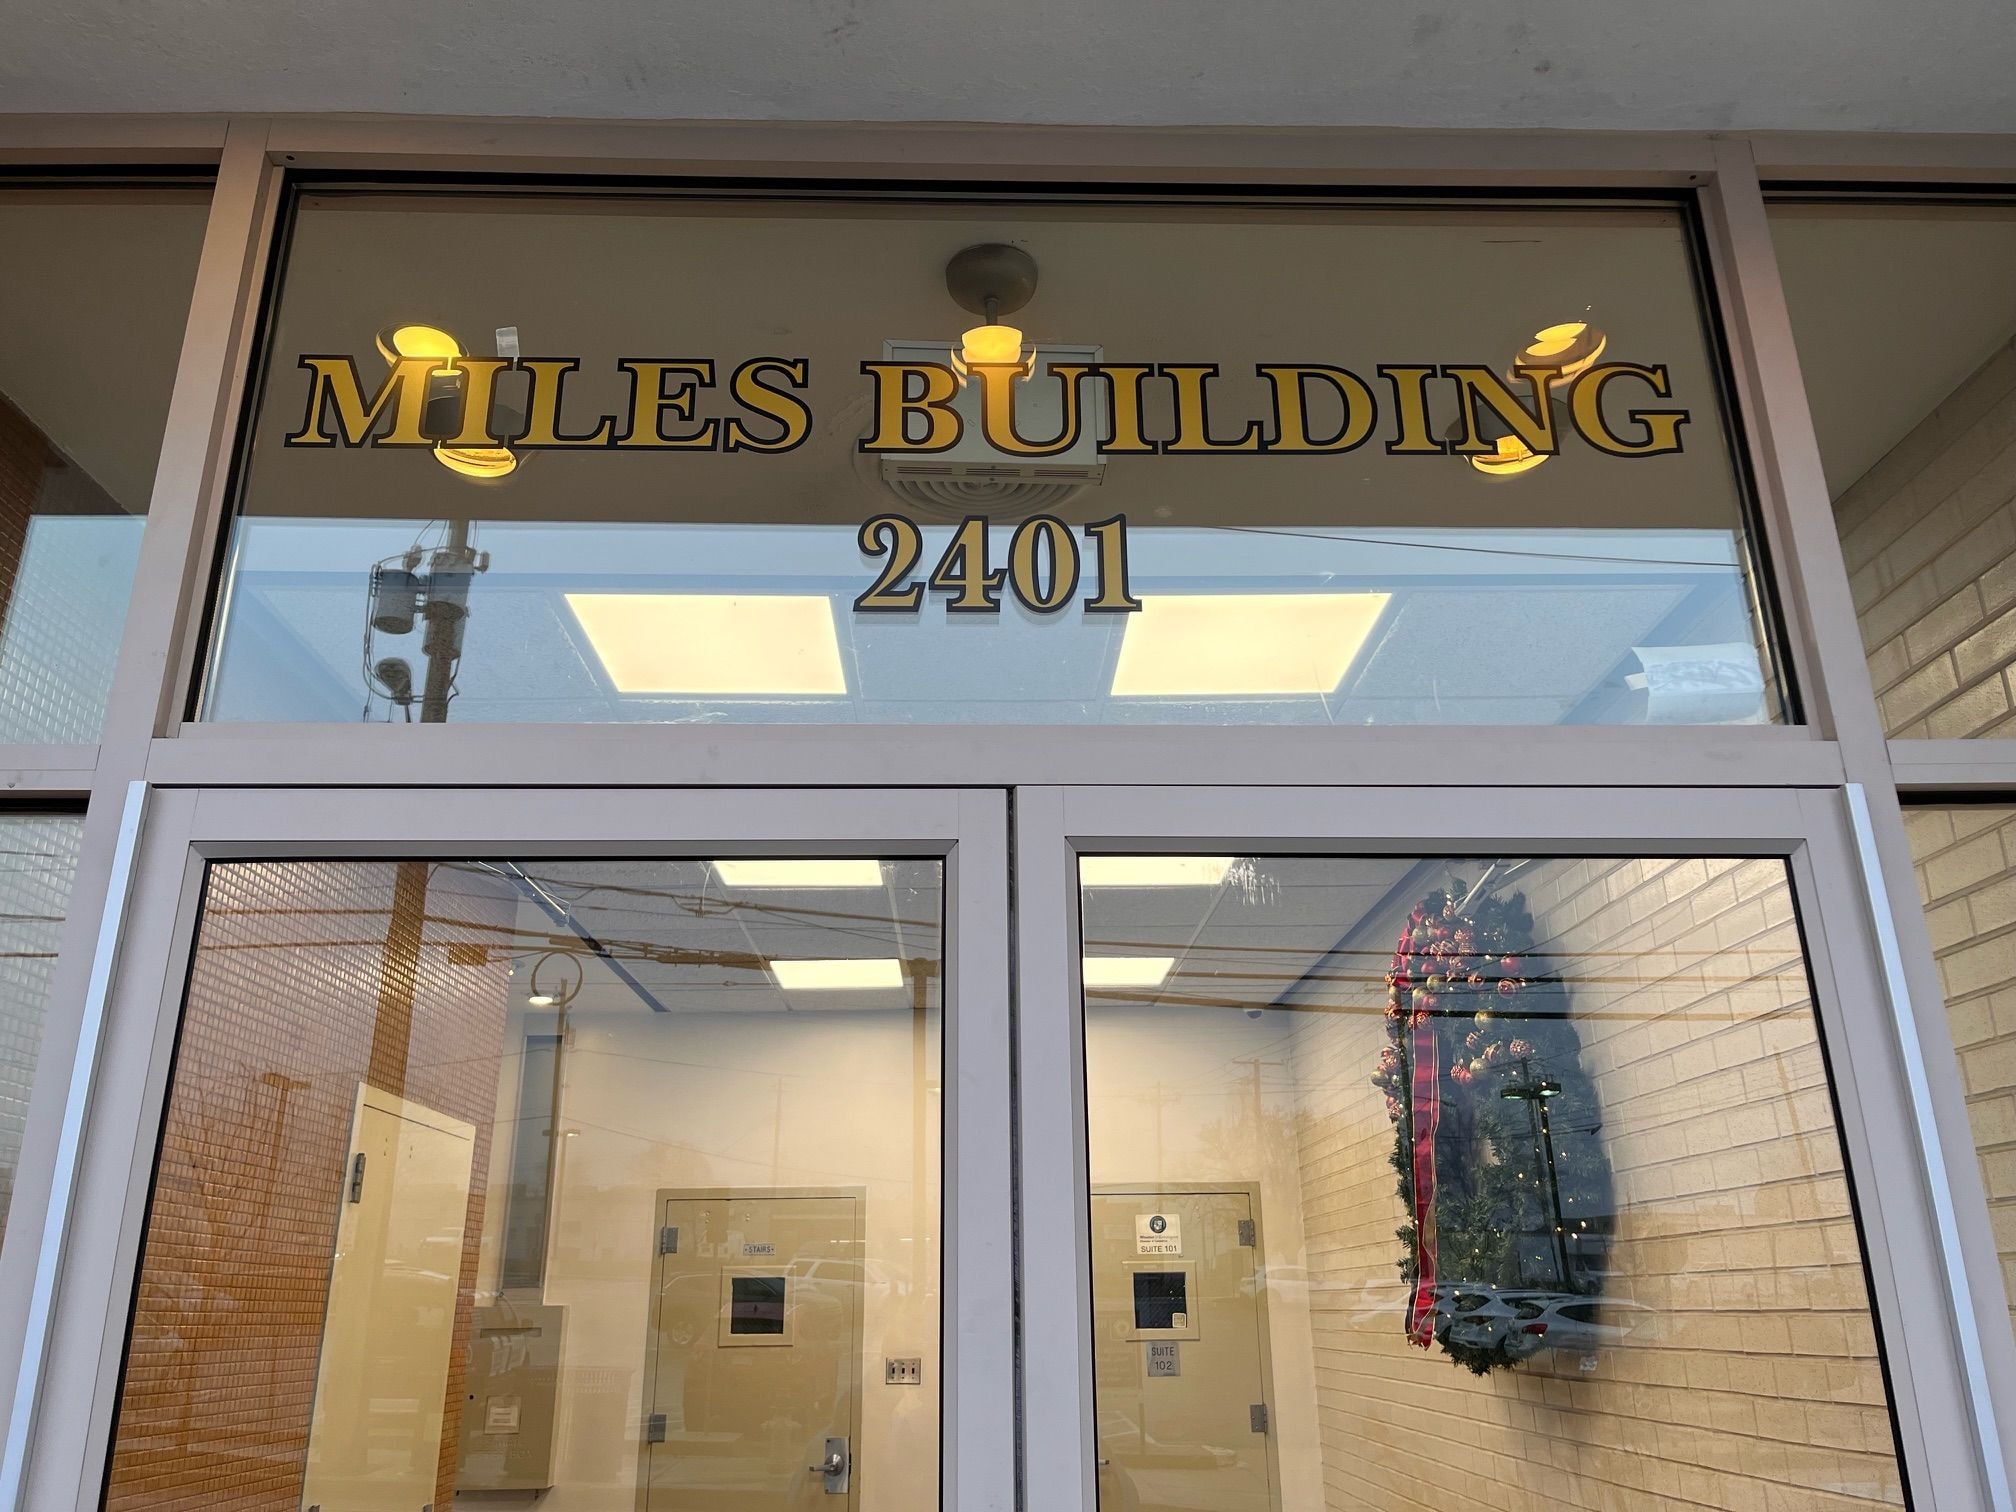 MILES BUILDING
2401
STAIRS
SUITE 101
SUITE
102